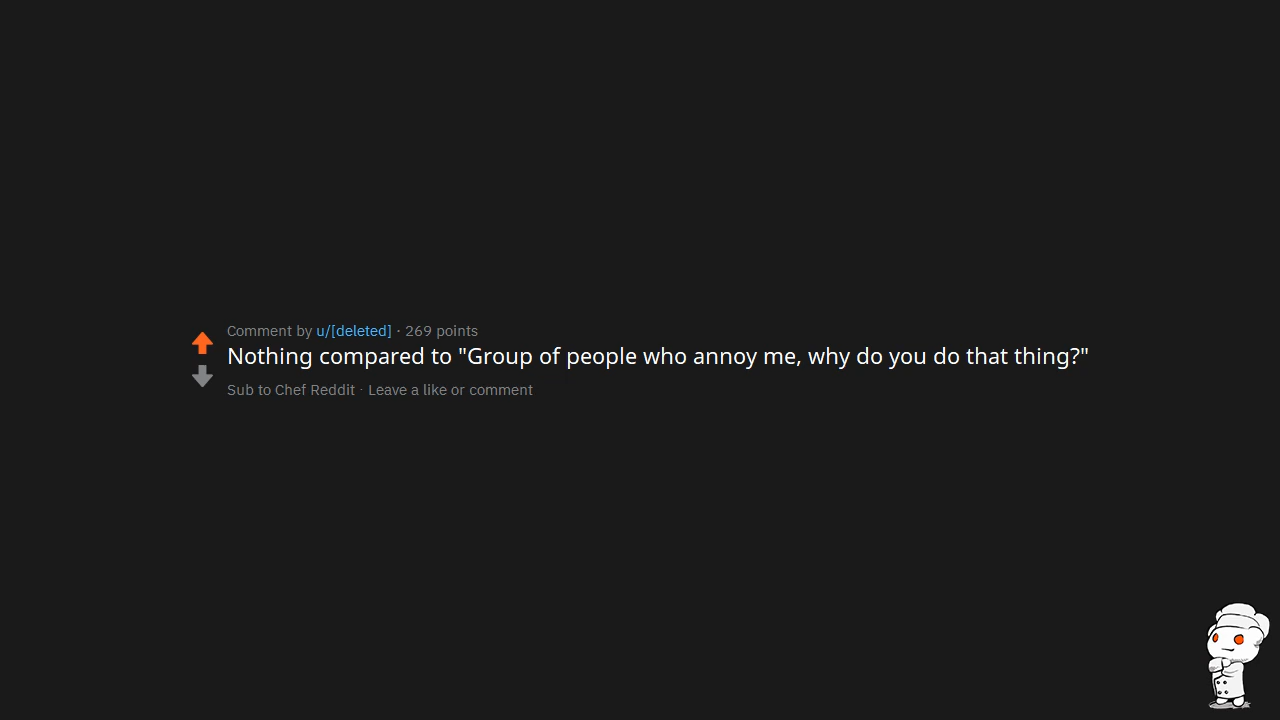 Comment by u/[deleted] · 269 points
Nothing compared to "Group of people who annoy me, why do you do that thing?"
Sub to Chef Reddit · Leave a like or comment